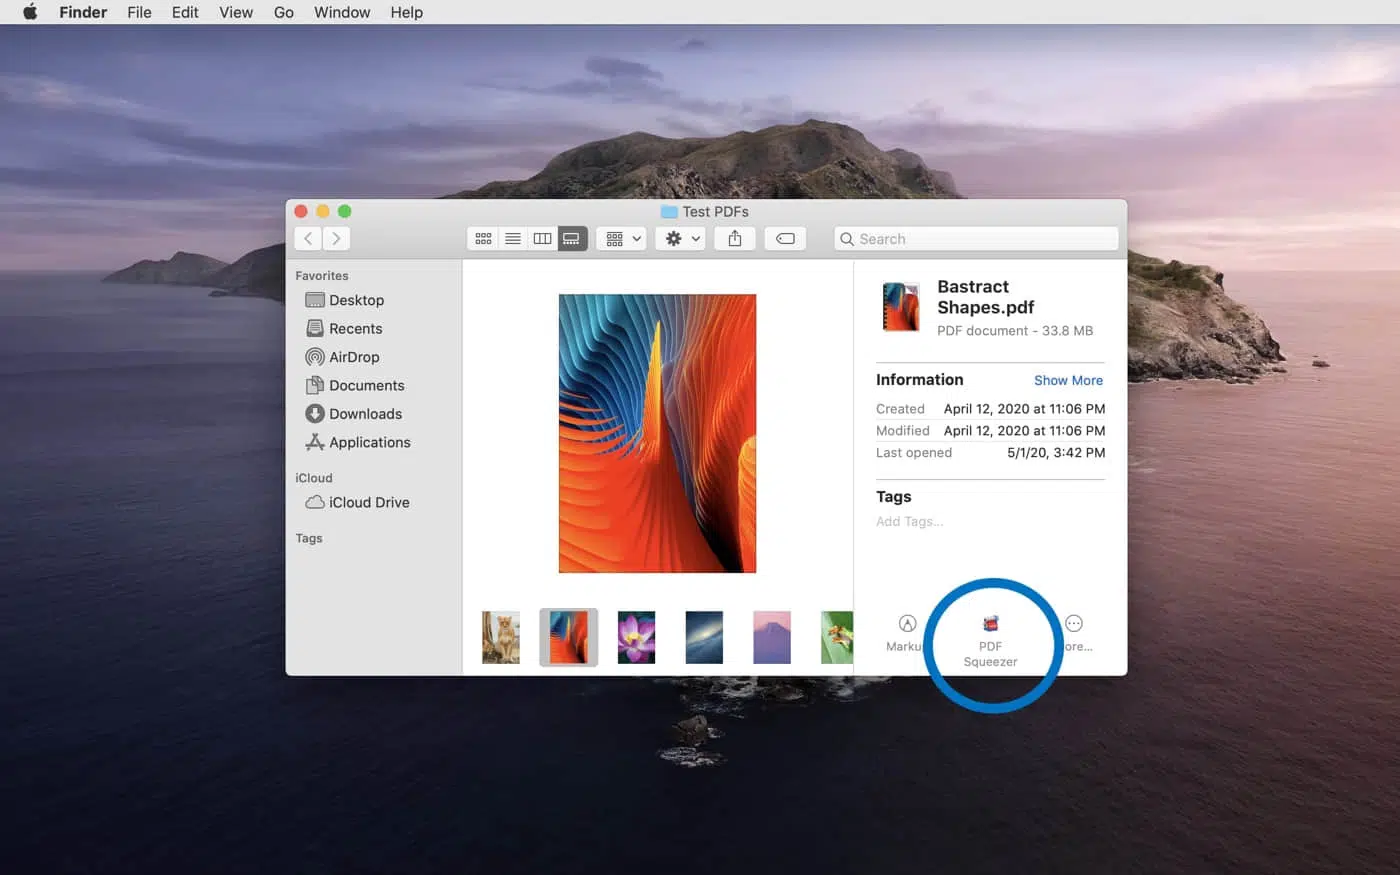 Finder File Edit View Go Window Help
Test PDFs
Search
Favorites
Desktop
Recents
AirDrop
Documents
Downloads
Applications
iCloud
iCloud Drive
Tags
Bastract
Shapes.pdf
PDF document - 33.8 MB
Information Show More
Created April 12, 2020 at 11:06 PM
Modified April 12, 2020 at 11:06 PM
Last opened 5/1/20, 3:42 PM
Tags
Add Tags...
Marku PDF ore...
Squeezer